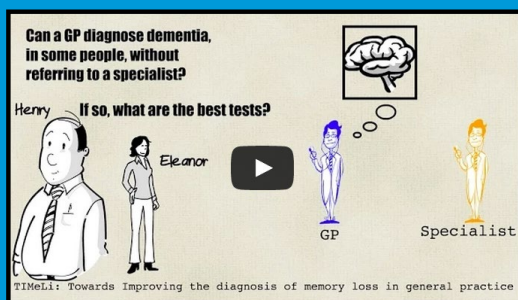 Can a GP diagnose dementia,
in some people, without
referring to a specialist?
Henry
If so, what are the best tests?
Eleanor
GP
Specialist
TIMeLi: Towards Improving the diagnosis of memory loss in general practice